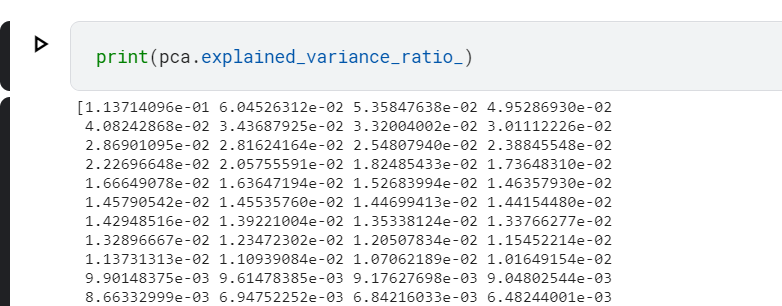 print(pca.explained_variance_ratio_)
[1.13714096e-01 6.04526312e-02 5.35847638e-02 4.95286930e-02
4.08242868e-02 3.43687925e-02 3.32004002e-02 3.01112226e-02
2.86901095e-02 2.81624164e-02 2.54807940e-02 2.38845548e-02
2.22696648e-02 2.05755591e-02 1.82485433e-02 1.73648310e-02
1.66649078e-02 1.63647194e-02 1.52683994e-02 1.46357930e-02
1.45790542e-02 1.45535760e-02 1.44699413e-02 1.44154480e-02
1.42948516e-02 1.39221004e-02 1.35338124e-02 1.33766277e-02
1.32896667e-02 1.23472302e-02 1.20507834e-02 1.15452214e-02
1.13731313e-02 1.10939084e-02 1.07062189e-02 1.01649154e-02
9.90148375e-03 9.61478385e-03 9.17627698e-03 9.04802544e-03
8.66332999e-03 6.94752252e-03 6.84216033e-03 6.48244001e-03